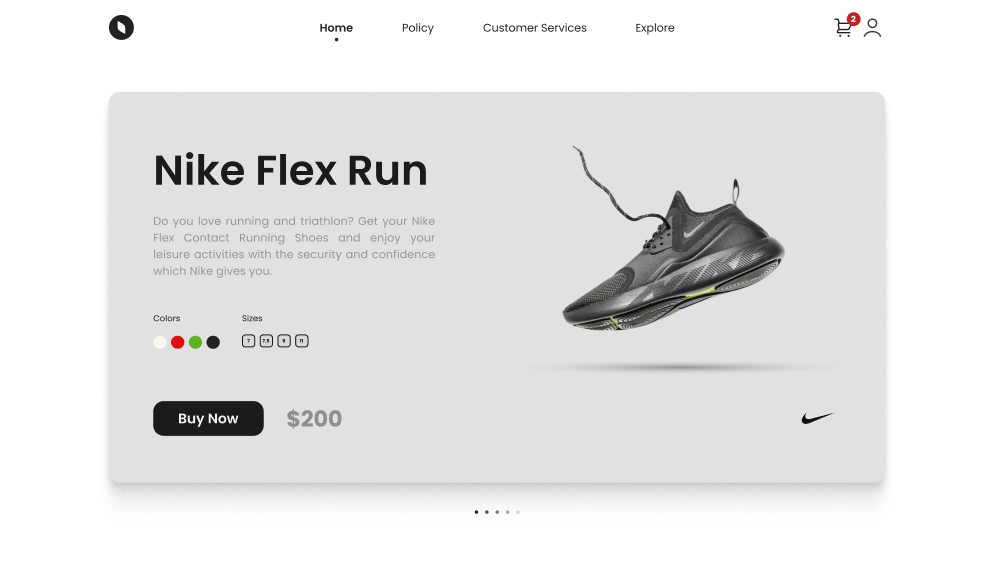 Home
Policy
Customer Services
Explore
2
Nike Flex Run
Do you love running and triathlon? Get your Nike
Flex Contact Running Shoes and enjoy your
leisure activities with the security and confidence
which Nike gives you.
Colors
Sizes
7
7.5
9
11
Buy Now
$200